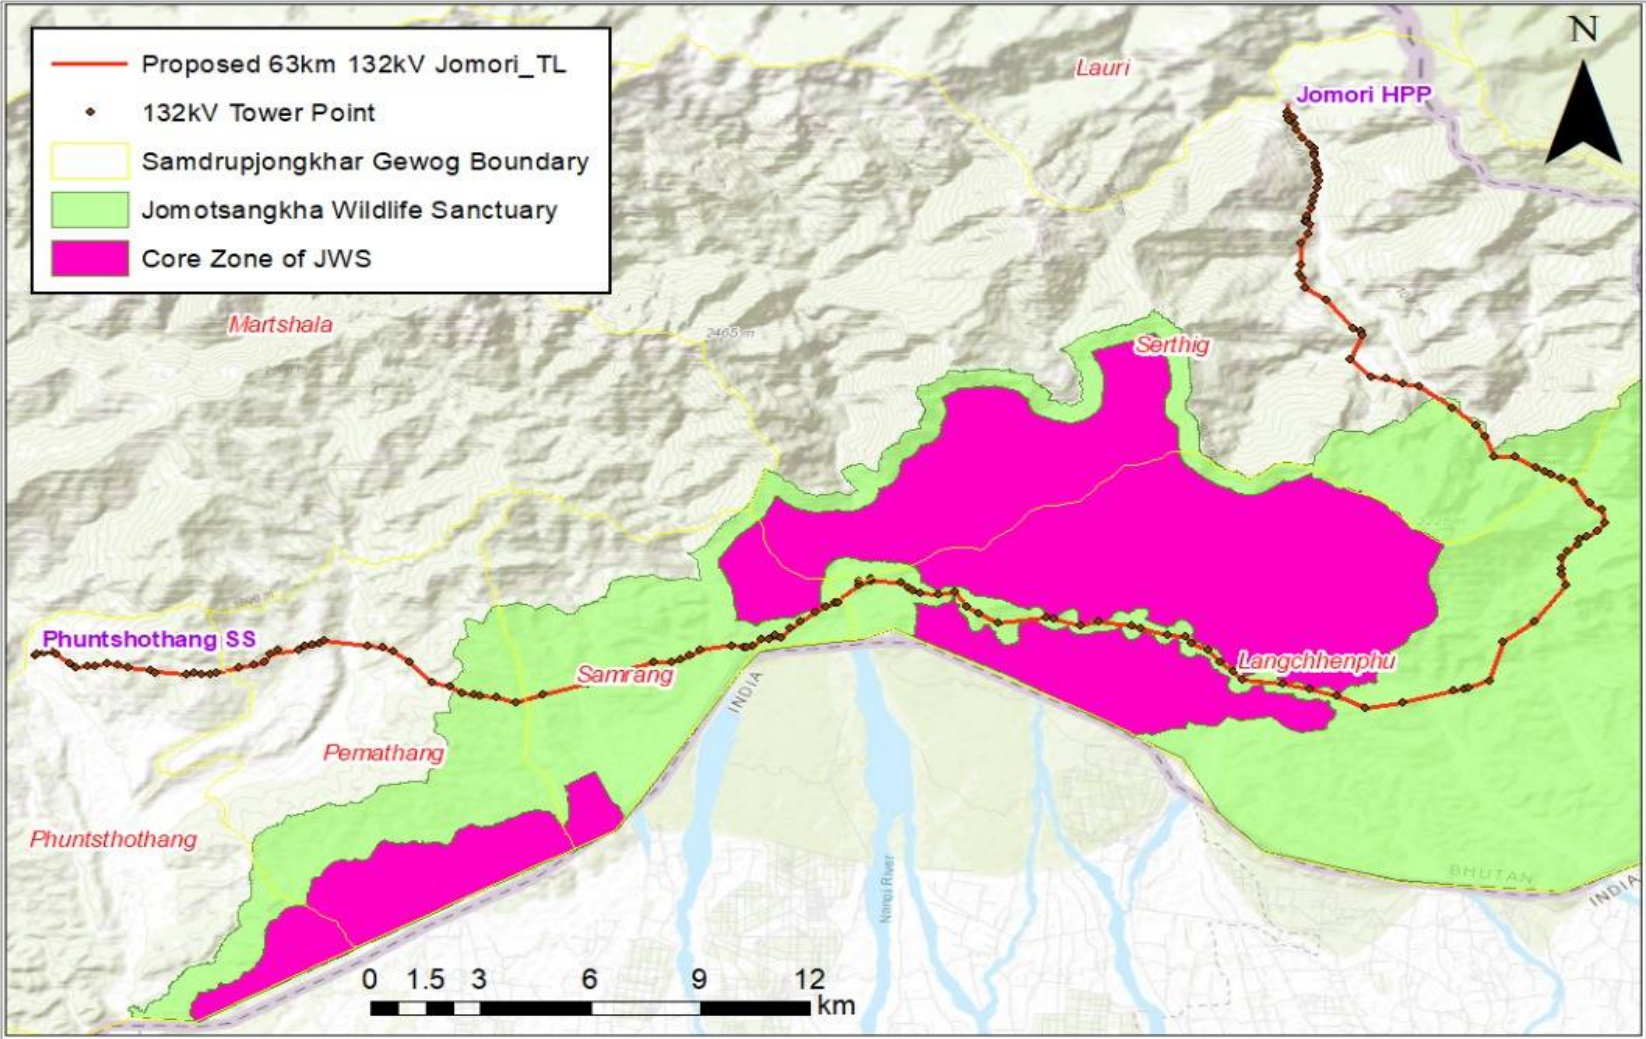 Proposed 63km 132kV Jomori_TL
132kV Tower Point
Samdrupjongkhar Gewog Boundary
Jomotsangkha Wildlife Sanctuary
Core Zone of JWS
N
Lauri
Jomori HPP
Martshala
2465 m
Serthig
Phuntshothang SS
Samrang
Langchhenphu
INDIA
Pemathang
Phuntsthothang
BHUTAN
INDIA
0 1.5 3 6 9 12
km